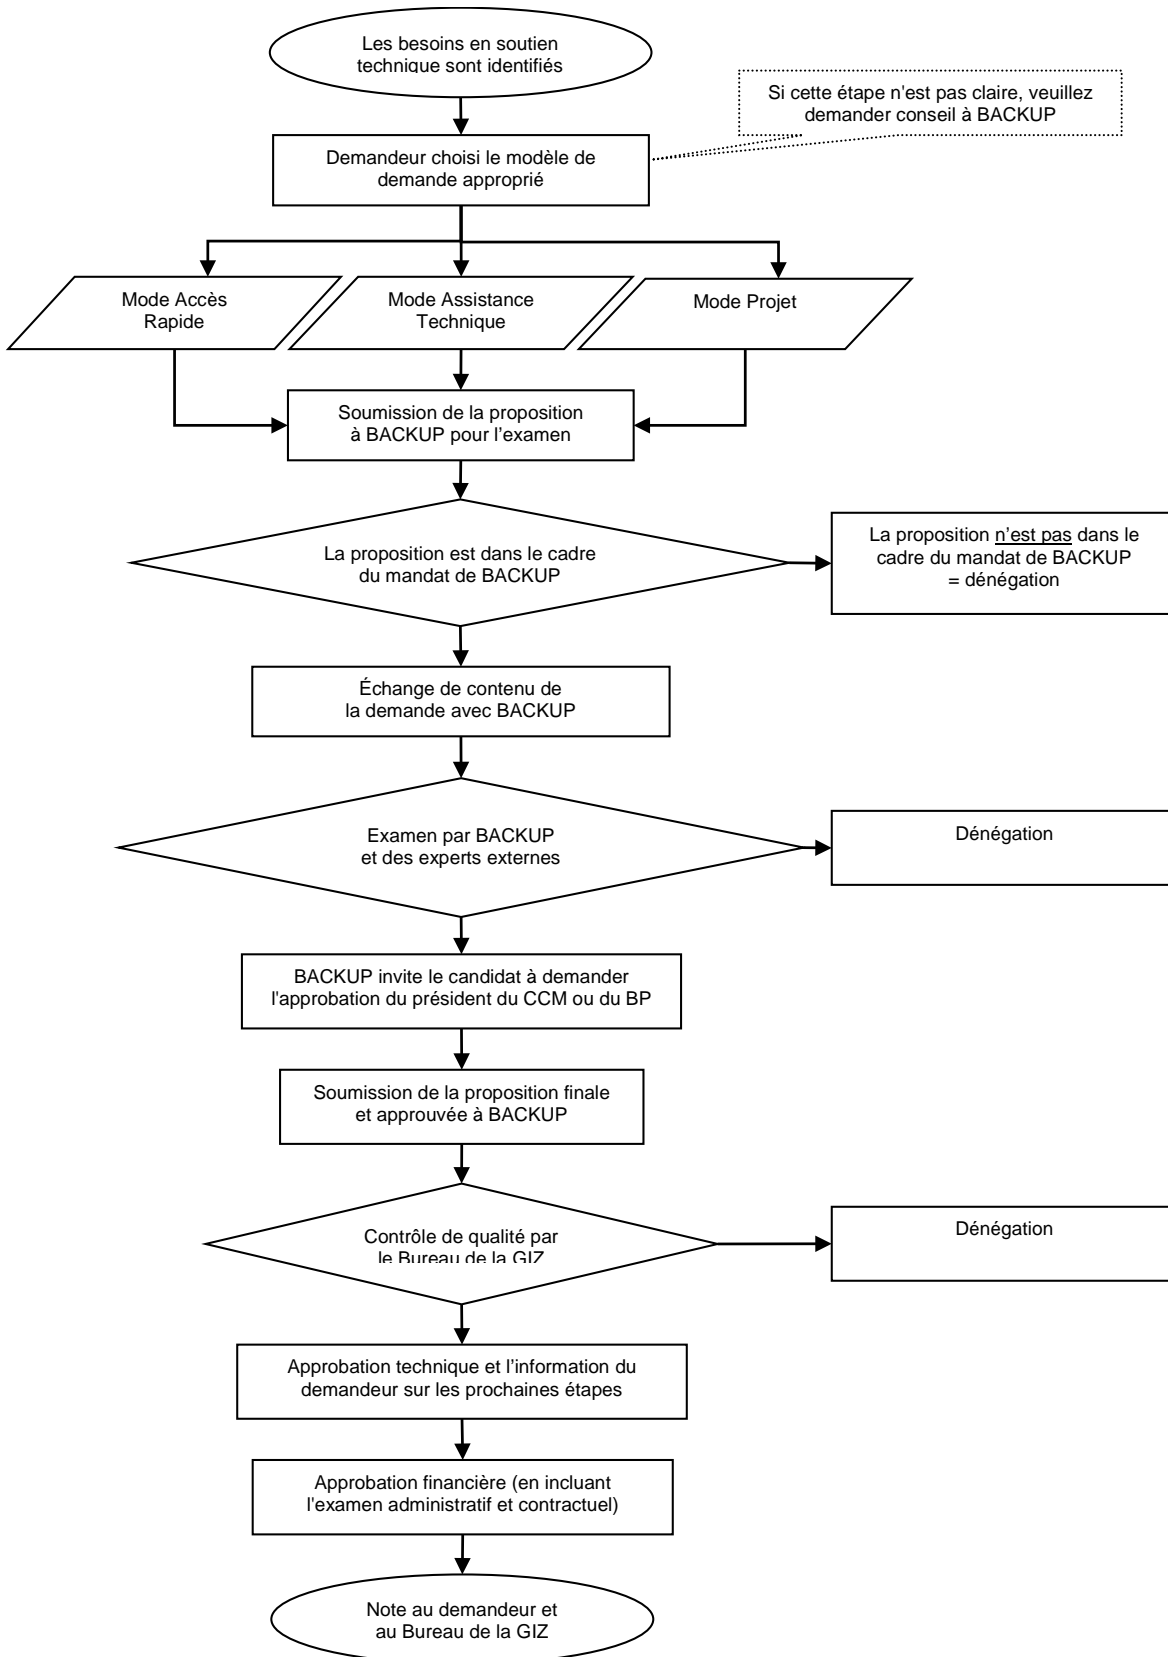 Les besoins en soutien
technique sont identifiés
Si cette étape n'est pas claire, veuillez
demander conseil à BACKUP
Demandeur choisi le modèle de
demande approprié
Mode Accès
Rapide
Mode Assistance
Technique
Mode Projet
Soumission de la proposition
à BACKUP pour l'examen
La proposition est dans le cadre
du mandat de BACKUP
La proposition n'est pas dans le
cadre du mandat de BACKUP
= dénégation
Échange de contenu de
la demande avec BACKUP
Examen par BACKUP
et des experts externes
Dénégation
BACKUP invite le candidat à demander
l'approbation du président du CCM ou du BP
Soumission de la proposition finale
et approuvée à BACKUP
Contrôle de qualité par
le Bureau de la GIZ
Dénégation
Approbation technique et l'information du
demandeur sur les prochaines étapes
Approbation financière (en incluant
l'examen administratif et contractuel)
Note au demandeur et
au Bureau de la GIZ